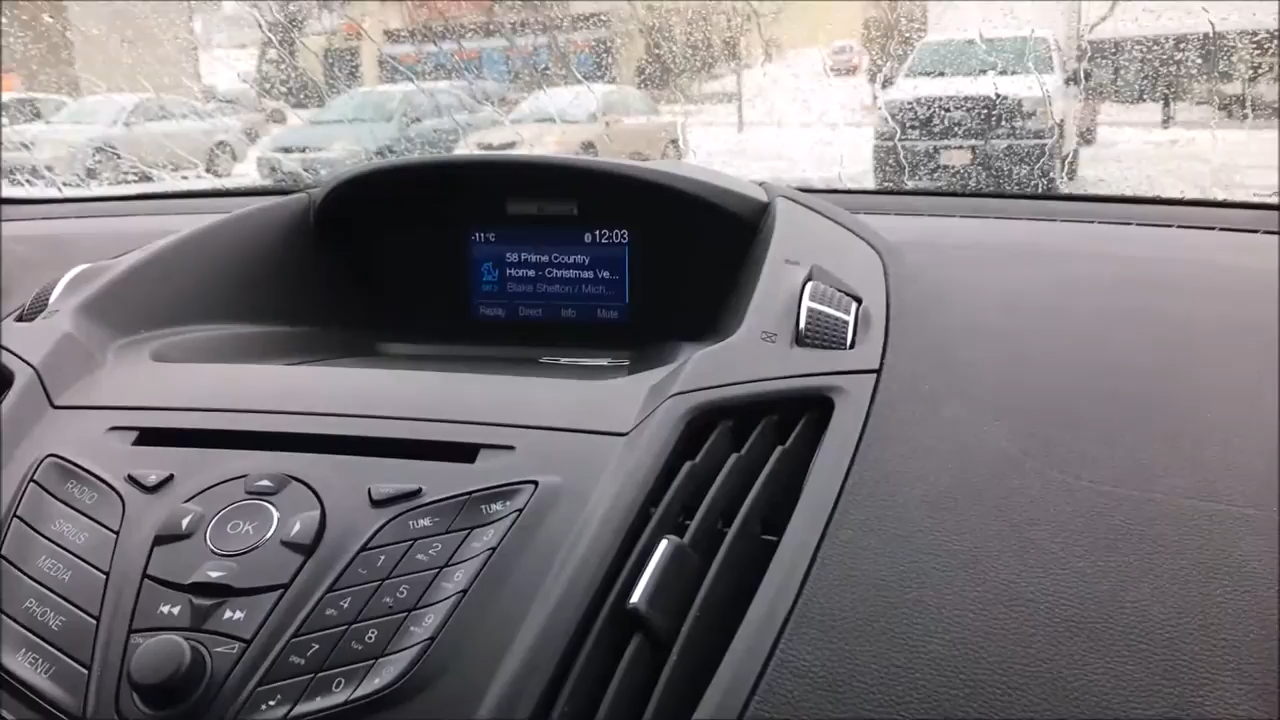 -11°C 12:03
58 Prime Country
Home - Christmas Ve...
Blake Shelton / Mich...
Replay Direct Info Mute
RADIO
SIRIUS
MEDIA
PHONE
MENU
OK
TUNE- TUNE+
1 2 3
4 5 6
7 8 9
0